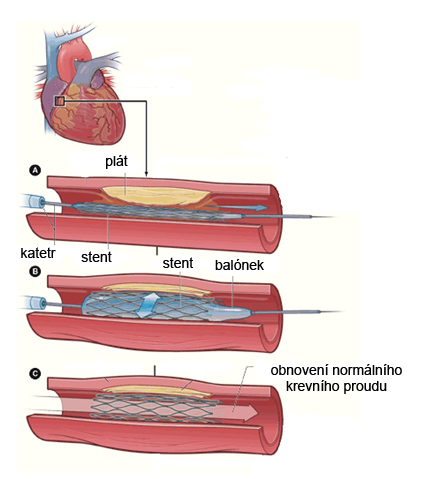 A
plát
katetr
stent
B
stent
balónek
C
obnovení normálního
krevního proudu